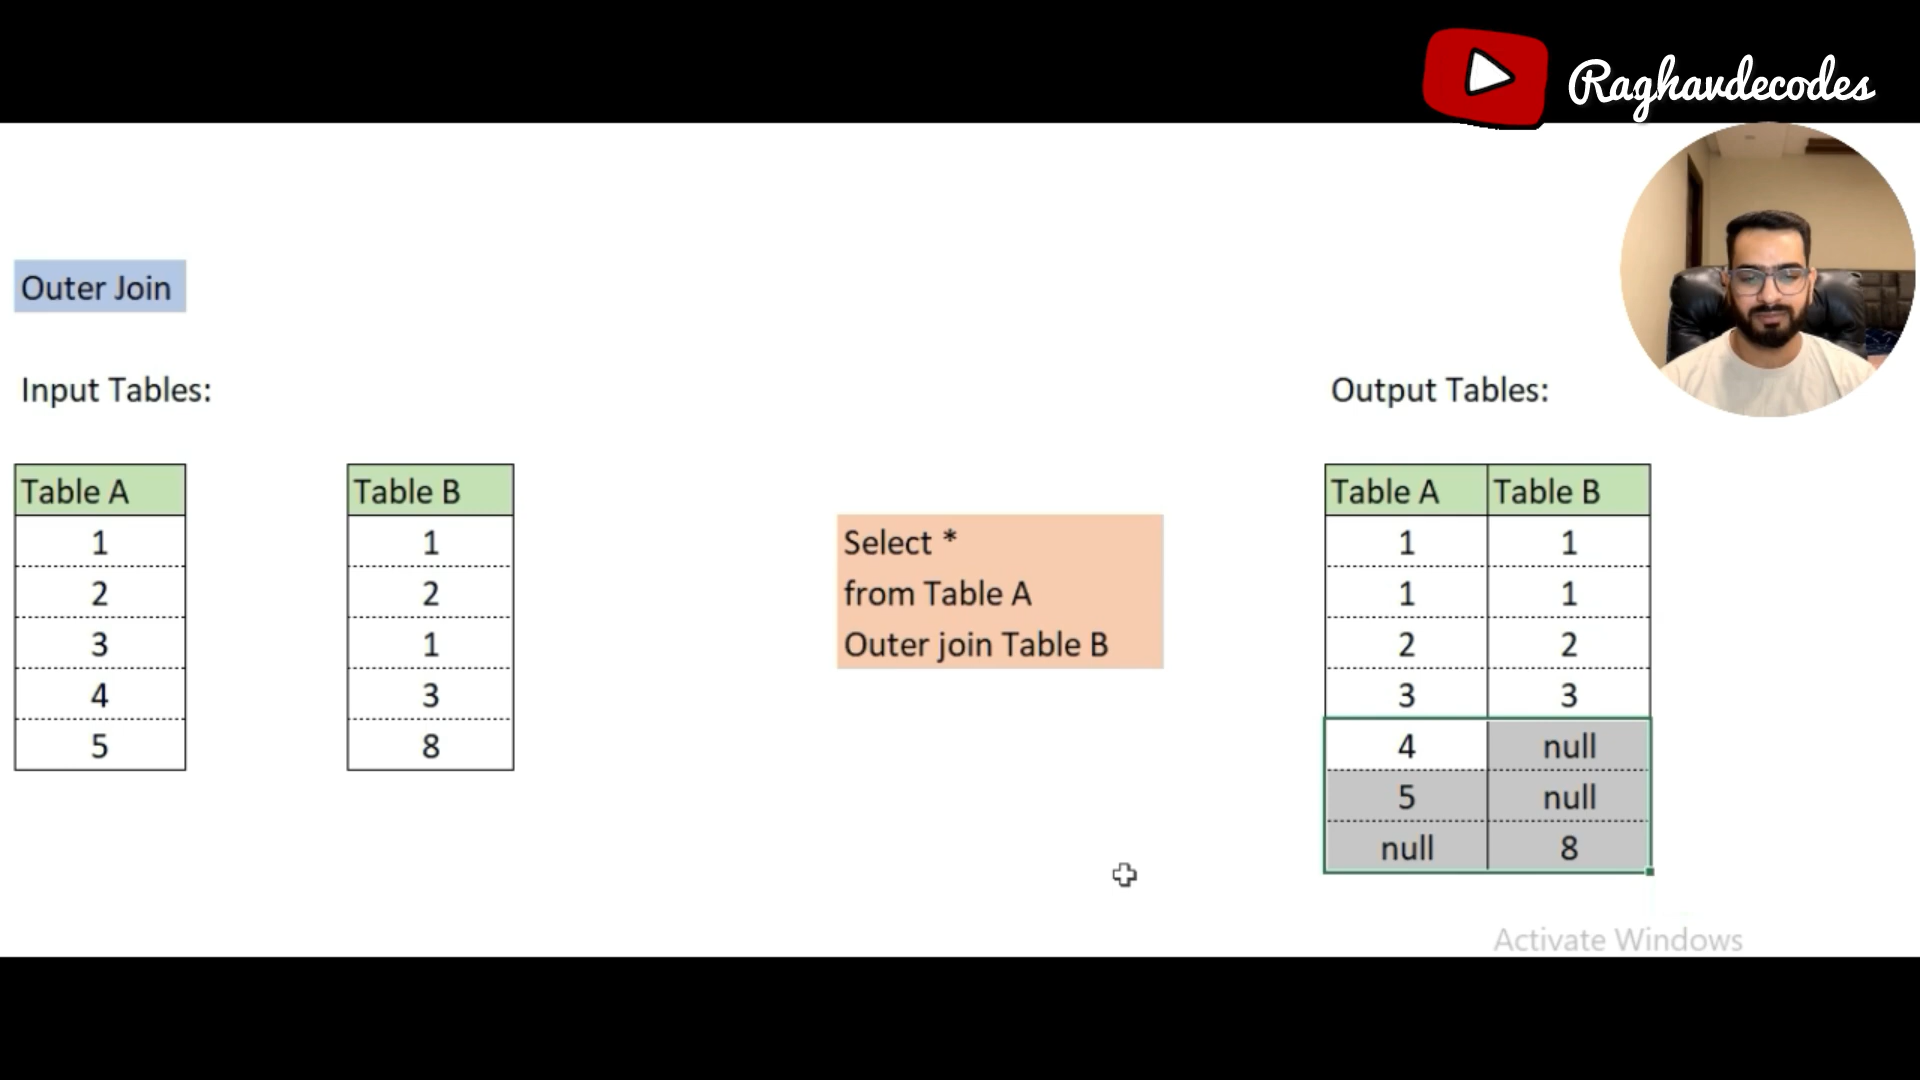 Raghavdecodes
Outer Join
Input Tables:
Output Tables:
Table A
1
2
3
4
5
Table B
1
2
1
3
8
Select *
from Table A
Outer join Table B
Table A Table B
1 1
1 1
2 2
3 3
4 null
5 null
null 8
Activate Windows